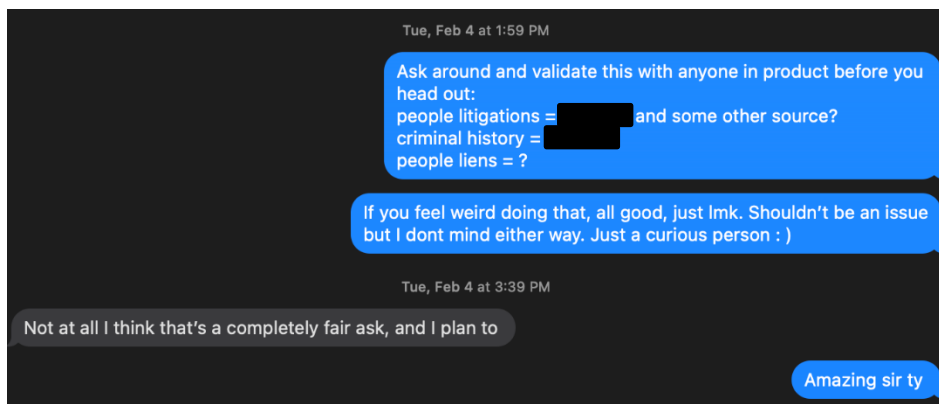 Tue, Feb 4 at 1:59 PM
Ask around and validate this with anyone in product before you
head out:
people litigations = and some other source?
criminal history =
people liens = ?
If you feel weird doing that, all good, just lmk. Shouldn't be an issue
but I dont mind either way. Just a curious person : )
Tue, Feb 4 at 3:39 PM
Not at all I think that's a completely fair ask, and I plan to
Amazing sir ty